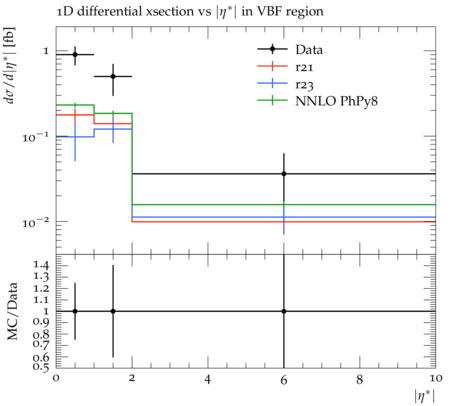 1D differential xsection vs |η*| in VBF region
dσ/d|η*| [fb]
1
10⁻¹
10⁻²
Data
r21
r23
NNLO PhPy8
MC/Data
1.4
1.3
1.2
1.1
1
0.9
0.8
0.7
0.6
0.5
0 2 4 6 8 10
|η*|